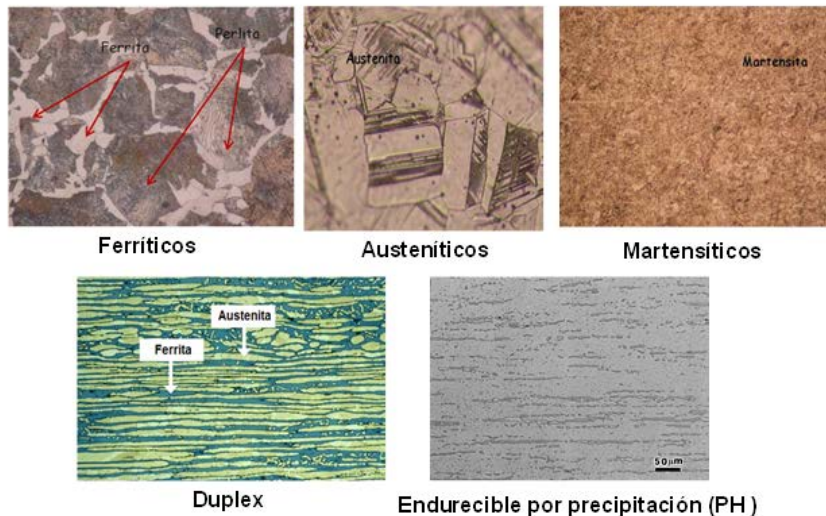 Ferrita
Perlita
Austenita
Martensita
Ferríticos
Austeníticos
Martensíticos
Austenita
Ferrita
50 µm
Duplex
Endurecible por precipitación (PH )